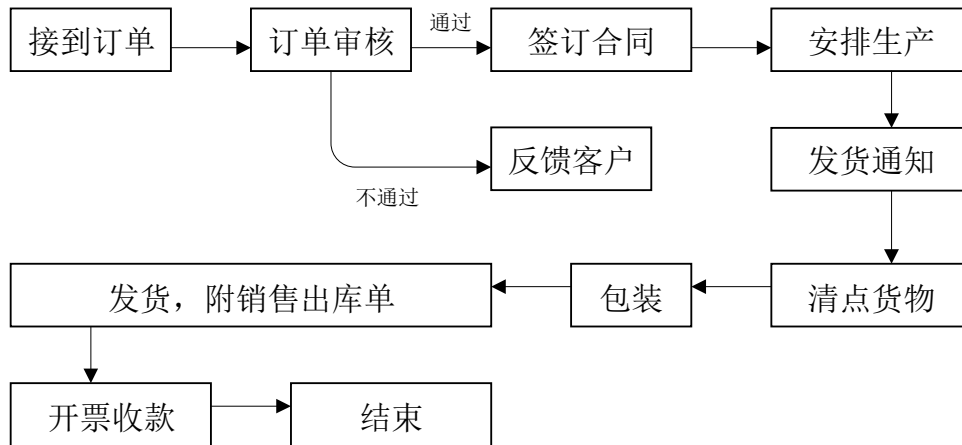 接到订单
订单审核
通过
签订合同
安排生产
不通过
反馈客户
发货通知
清点货物
包装
发货，附销售出库单
开票收款
结束